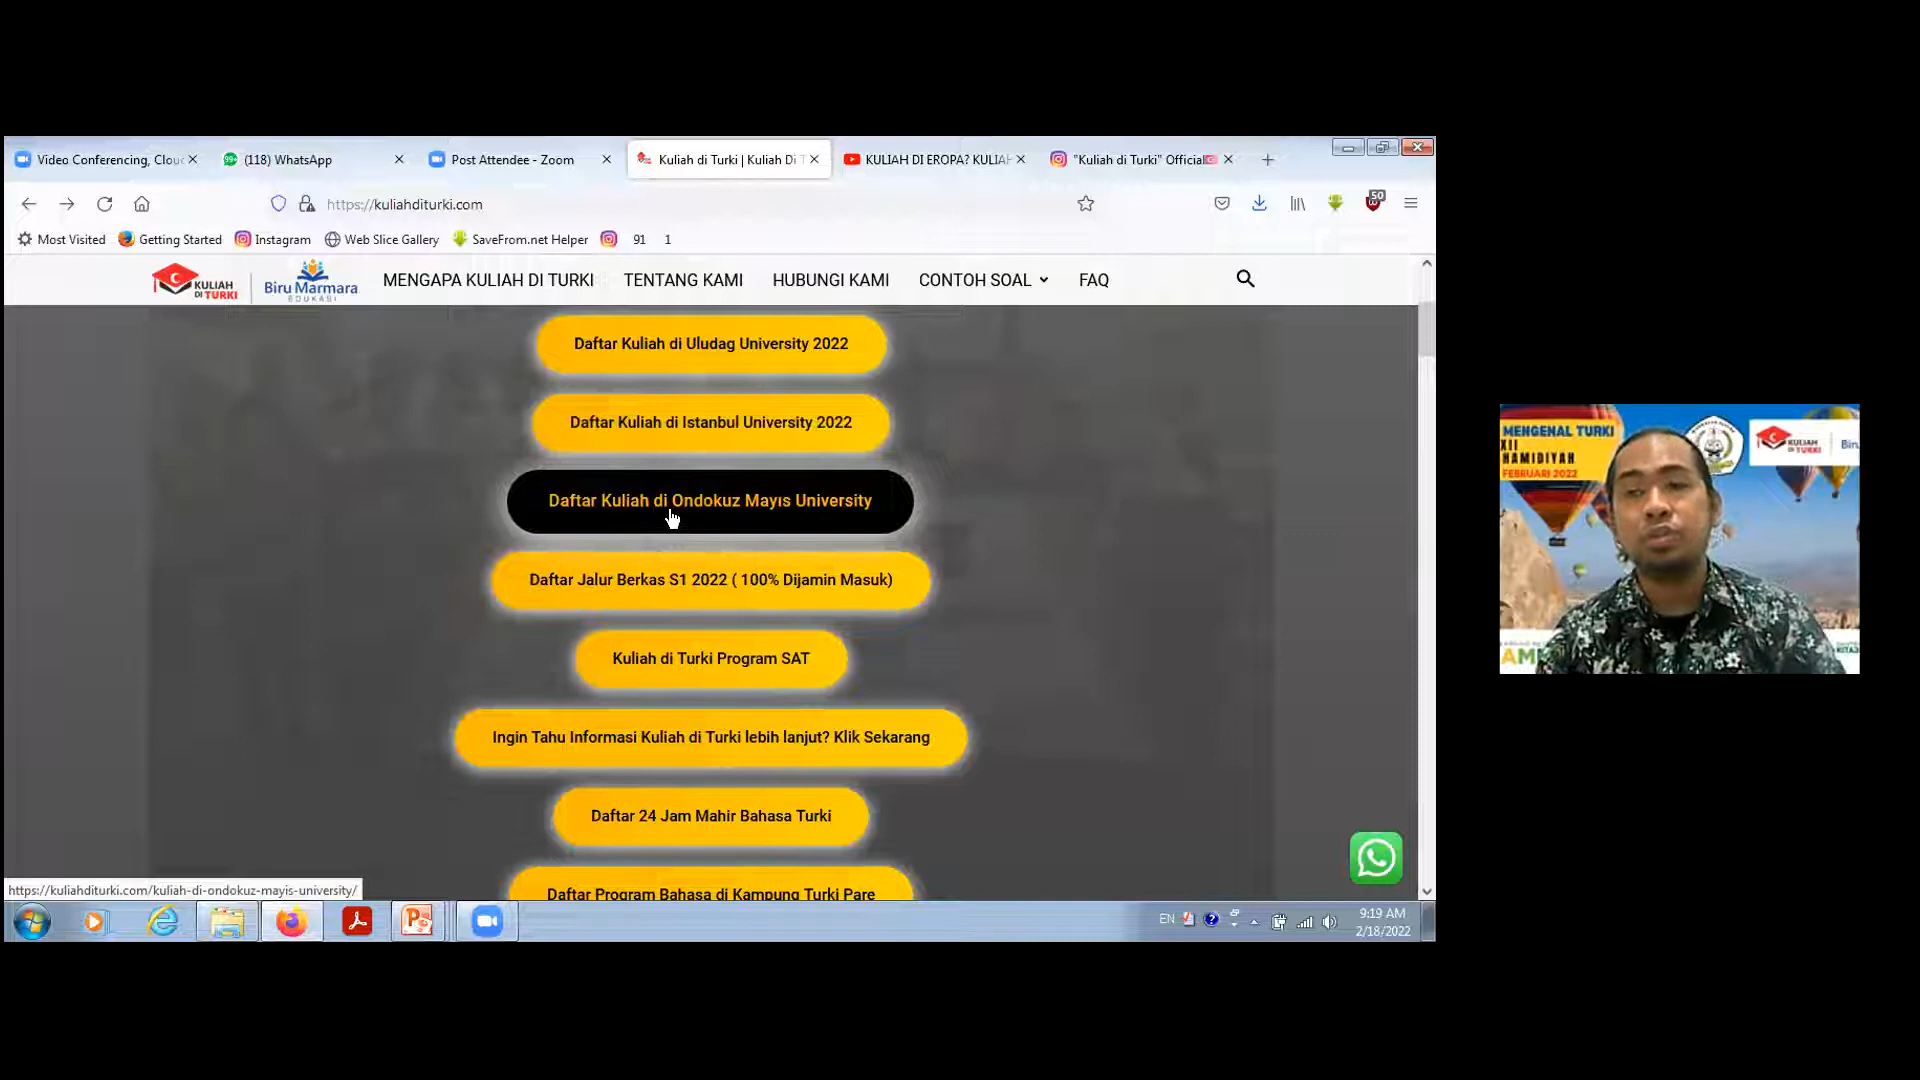 Video Conferencing, Clou
(118) WhatsApp
Post Attendee - Zoom
Kuliah di Turki | Kuliah Di T
KULIAH DI EROPA? KULIAH
"Kuliah di Turki" Official
https://kuliahditurki.com
50
Most Visited
Getting Started
Instagram
Web Slice Gallery
SaveFrom.net Helper
91
1
KULIAH
DI TURKI
Biru Marmara
EDUKASI
MENGAPA KULIAH DI TURKI
TENTANG KAMI
HUBUNGI KAMI
CONTOH SOAL
FAQ
Daftar Kuliah di Uludag University 2022
Daftar Kuliah di Istanbul University 2022
Daftar Kuliah di Ondokuz Mayıs University
Daftar Jalur Berkas S1 2022 ( 100% Dijamin Masuk)
Kuliah di Turki Program SAT
Ingin Tahu Informasi Kuliah di Turki lebih lanjut? Klik Sekarang
Daftar 24 Jam Mahir Bahasa Turki
Daftar Program Bahasa di Kampung Turki Pare
https://kuliahditurki.com/kuliah-di-ondokuz-mayis-university/
EN
9:19 AM
2/18/2022
MENGENAL TURKI
XII
HAMIDIYAH
FEBRUARI 2022
KULIAH
DI TURKI